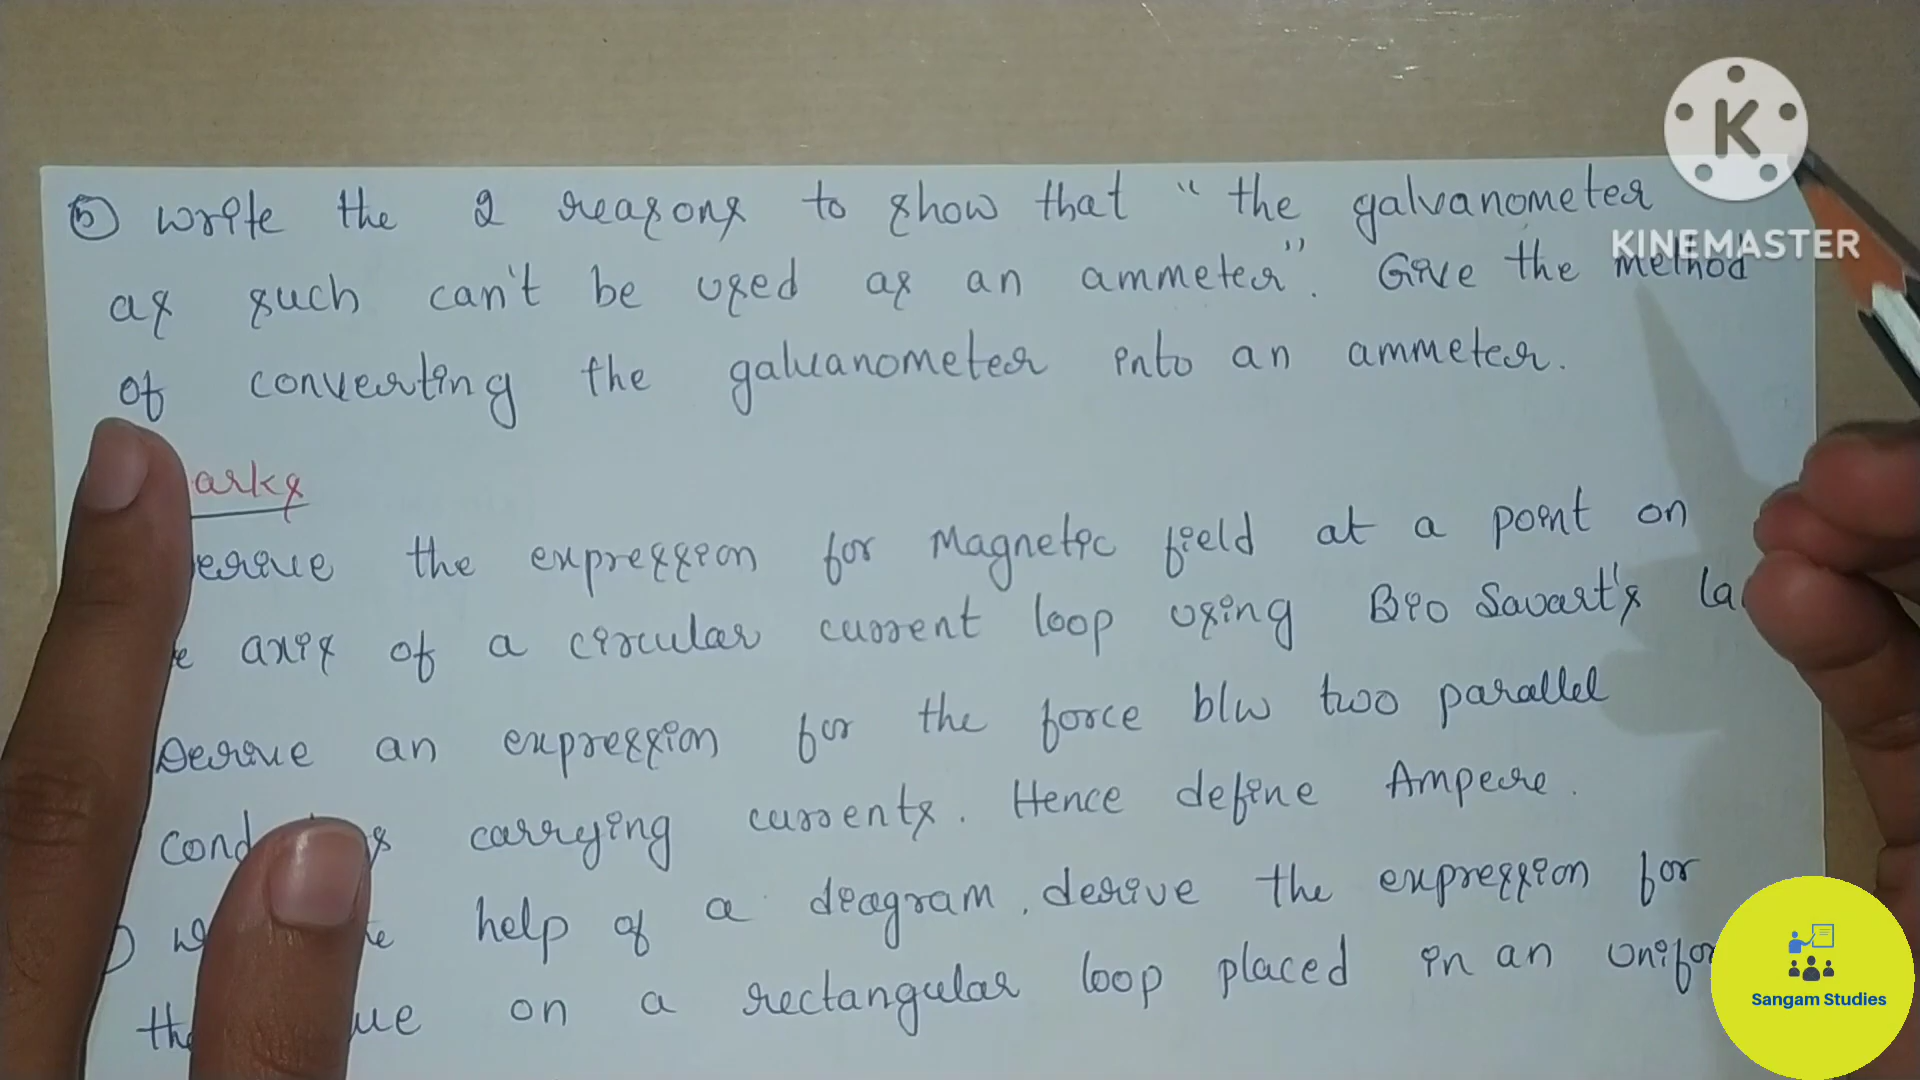 5) write the 2 reasons to show that "the galvanometer
as such can't be used as an ammeter". Give the method
of converting the galvanometer into an ammeter.
arks
erive the expression for Magnetic field at a point on
e axis of a circular current loop using Bio Savart's la
Derive an expression for the force b/w two parallel
cond s carrying currents. Hence define Ampere.
help of a diagram, derive the expression for
the ue on a rectangular loop placed in an unifor
K
KINEMASTER
Sangam Studies